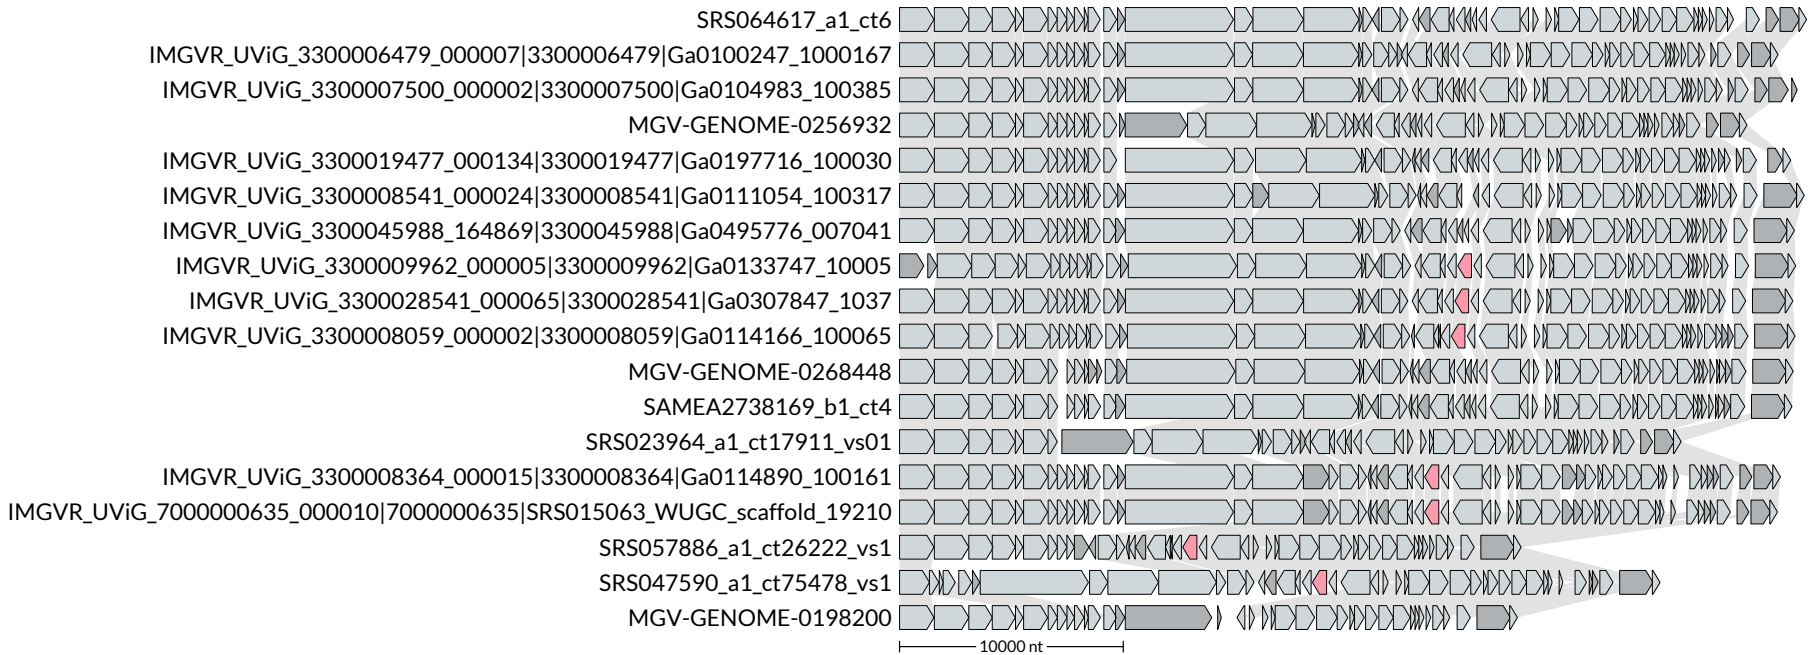 SRS064617_a1_ct6
IMGVR_UViG_3300006479_000007|3300006479|Ga0100247_1000167
IMGVR_UViG_3300007500_000002|3300007500|Ga0104983_100385
MGV-GENOME-0256932
IMGVR_UViG_3300019477_000134|3300019477|Ga0197716_100030
IMGVR_UViG_3300008541_000024|3300008541|Ga0111054_100317
IMGVR_UViG_3300045988_164869|3300045988|Ga0495776_007041
IMGVR_UViG_3300009962_000005|3300009962|Ga0133747_10005
IMGVR_UViG_3300028541_000065|3300028541|Ga0307847_1037
IMGVR_UViG_3300008059_000002|3300008059|Ga0114166_100065
MGV-GENOME-0268448
SAMEA2738169_b1_ct4
SRS023964_a1_ct17911_vs01
IMGVR_UViG_3300008364_000015|3300008364|Ga0114890_100161
IMGVR_UViG_7000000635_000010|7000000635|SRS015063_WUGC_scaffold_19210
SRS057886_a1_ct26222_vs1
SRS047590_a1_ct75478_vs1
MGV-GENOME-0198200
10000 nt